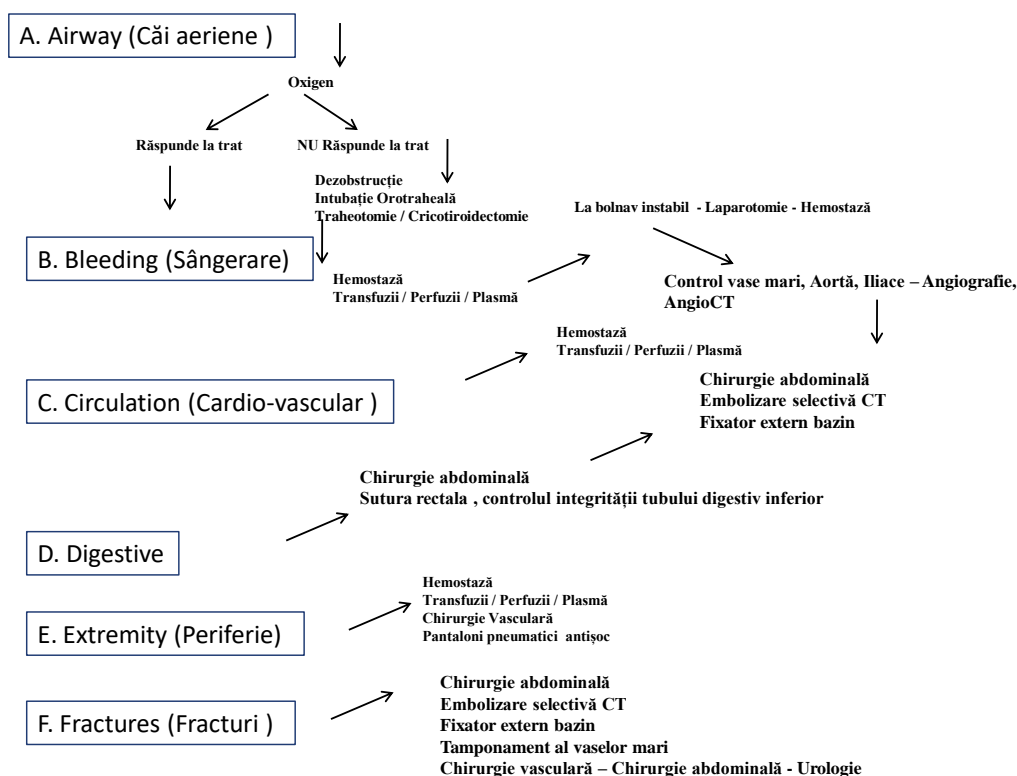 A. Airway (Căi aeriene )
Oxigen
Răspunde la trat
NU Răspunde la trat
Dezobstrucție
Intubație Orotraheală
Traheotomie / Cricotiroidectomie
La bolnav instabil - Laparotomie - Hemostază
B. Bleeding (Sângerare)
Hemostază
Transfuzii / Perfuzii / Plasmă
Control vase mari, Aortă, Iliace – Angiografie,
AngioCT
Hemostază
Transfuzii / Perfuzii / Plasmă
C. Circulation (Cardio-vascular )
Chirurgie abdominală
Embolizare selectivă CT
Fixator extern bazin
Chirurgie abdominală
Sutura rectala , controlul integrității tubului digestiv inferior
D. Digestive
E. Extremity (Periferie)
Hemostază
Transfuzii / Perfuzii / Plasmă
Chirurgie Vasculară
Pantaloni pneumatici antișoc
F. Fractures (Fracturi )
Chirurgie abdominală
Embolizare selectivă CT
Fixator extern bazin
Tamponament al vaselor mari
Chirurgie vasculară – Chirurgie abdominală - Urologie